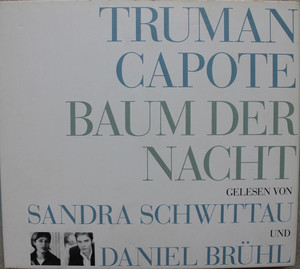 TRUMAN
CAPOTE
BAUM DER
NACHT
GELESEN VON
SANDRA SCHWITTAU
UND
DANIEL BRÜHL